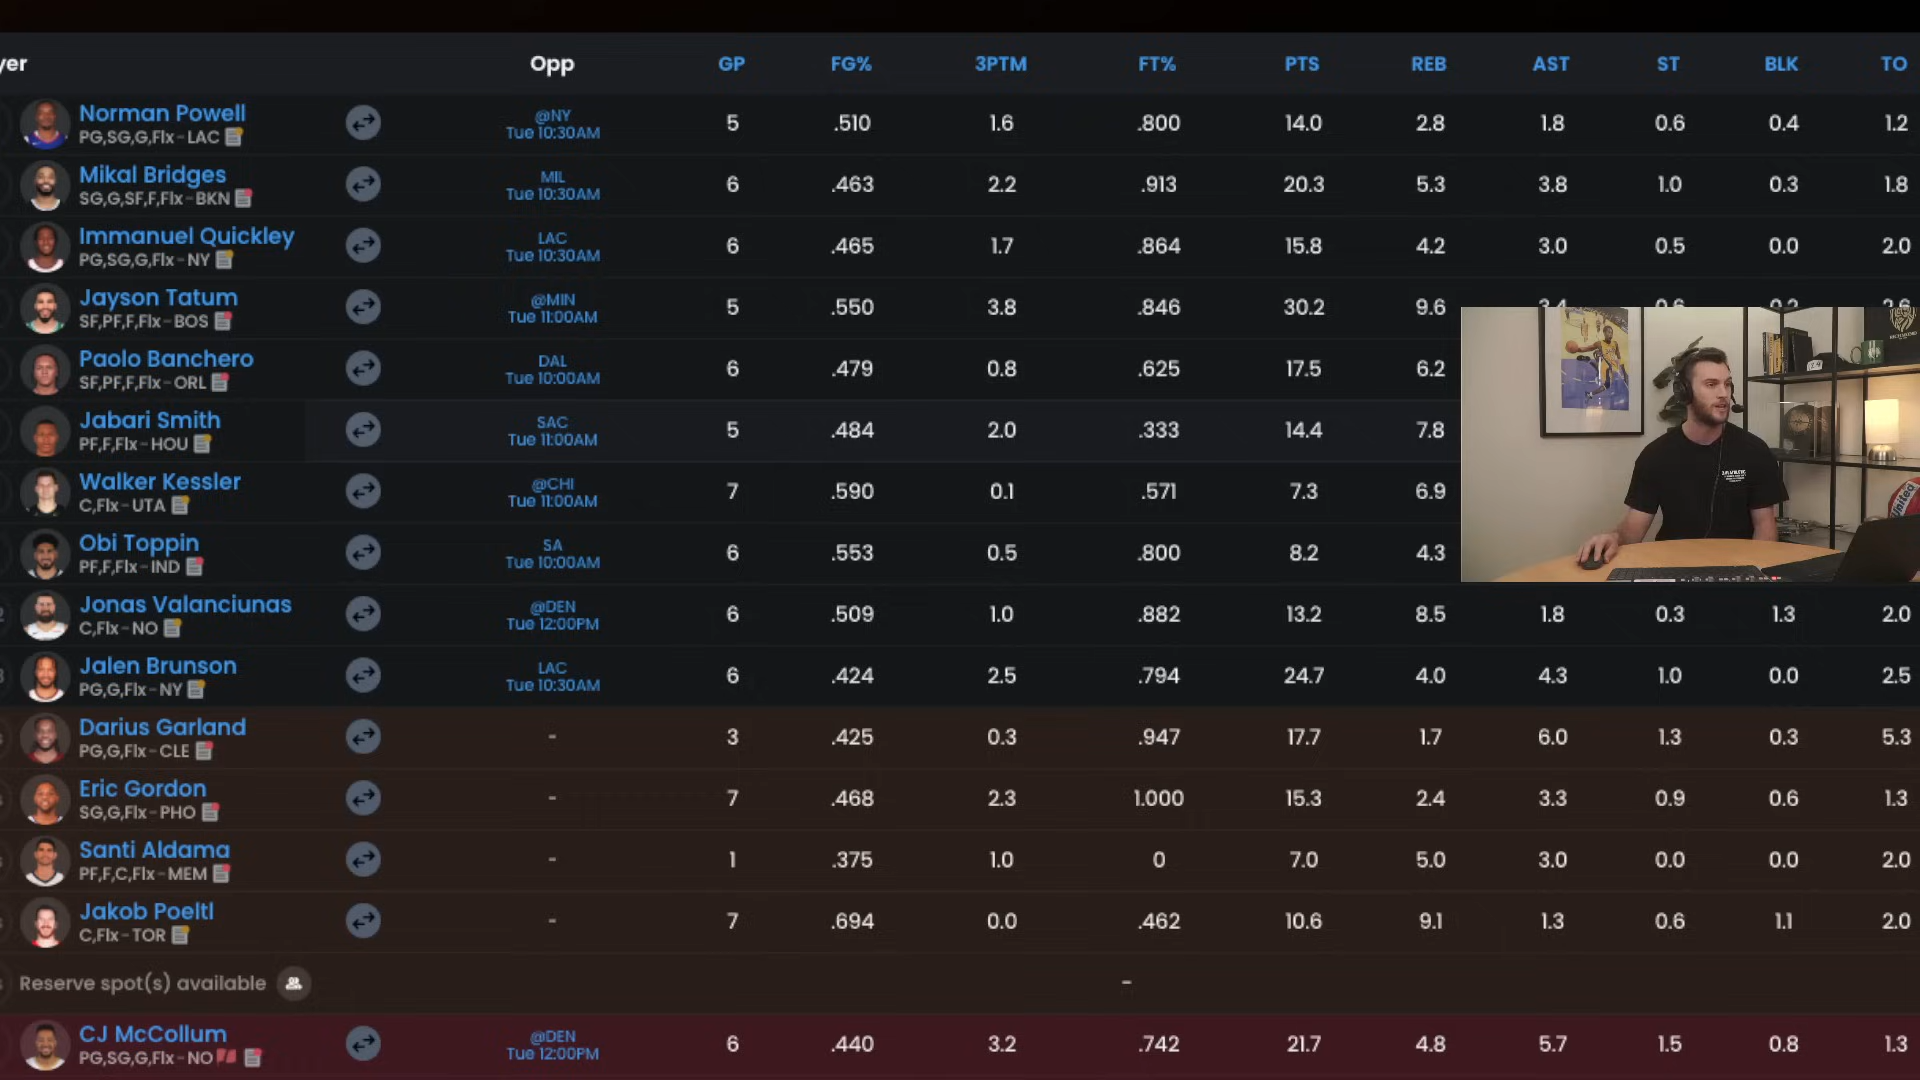 yer Opp GP FG% 3PTM FT% PTS REB AST ST BLK TO
Norman Powell @NY
PG,SG,G,Flx - LAC Tue 10:30AM 5 .510 1.6 .800 14.0 2.8 1.8 0.6 0.4 1.2
Mikal Bridges MIL
SG,G,SF,F,Flx - BKN Tue 10:30AM 6 .463 2.2 .913 20.3 5.3 3.8 1.0 0.3 1.8
Immanuel Quickley LAC
PG,SG,G,Flx - NY Tue 10:30AM 6 .465 1.7 .864 15.8 4.2 3.0 0.5 0.0 2.0
Jayson Tatum @MIN
SF,PF,F,Flx - BOS Tue 11:00AM 5 .550 3.8 .846 30.2 9.6
Paolo Banchero DAL
SF,PF,F,Flx - ORL Tue 10:00AM 6 .479 0.8 .625 17.5 6.2
Jabari Smith SAC
PF,F,Flx - HOU Tue 11:00AM 5 .484 2.0 .333 14.4 7.8
Walker Kessler @CHI
C,Flx - UTA Tue 11:00AM 7 .590 0.1 .571 7.3 6.9
Obi Toppin SA
PF,F,Flx - IND Tue 10:00AM 6 .553 0.5 .800 8.2 4.3
Jonas Valanciunas @DEN
C,Flx - NO Tue 12:00PM 6 .509 1.0 .882 13.2 8.5 1.8 0.3 1.3 2.0
Jalen Brunson LAC
PG,G,Flx - NY Tue 10:30AM 6 .424 2.5 .794 24.7 4.0 4.3 1.0 0.0 2.5
Darius Garland
PG,G,Flx - CLE - 3 .425 0.3 .947 17.7 1.7 6.0 1.3 0.3 5.3
Eric Gordon
SG,G,Flx - PHO - 7 .468 2.3 1.000 15.3 2.4 3.3 0.9 0.6 1.3
Santi Aldama
PF,F,C,Flx - MEM - 1 .375 1.0 0 7.0 5.0 3.0 0.0 0.0 2.0
Jakob Poeltl
C,Flx - TOR - 7 .694 0.0 .462 10.6 9.1 1.3 0.6 1.1 2.0
Reserve spot(s) available -
CJ McCollum @DEN
PG,SG,G,Flx - NO Tue 12:00PM 6 .440 3.2 .742 21.7 4.8 5.7 1.5 0.8 1.3